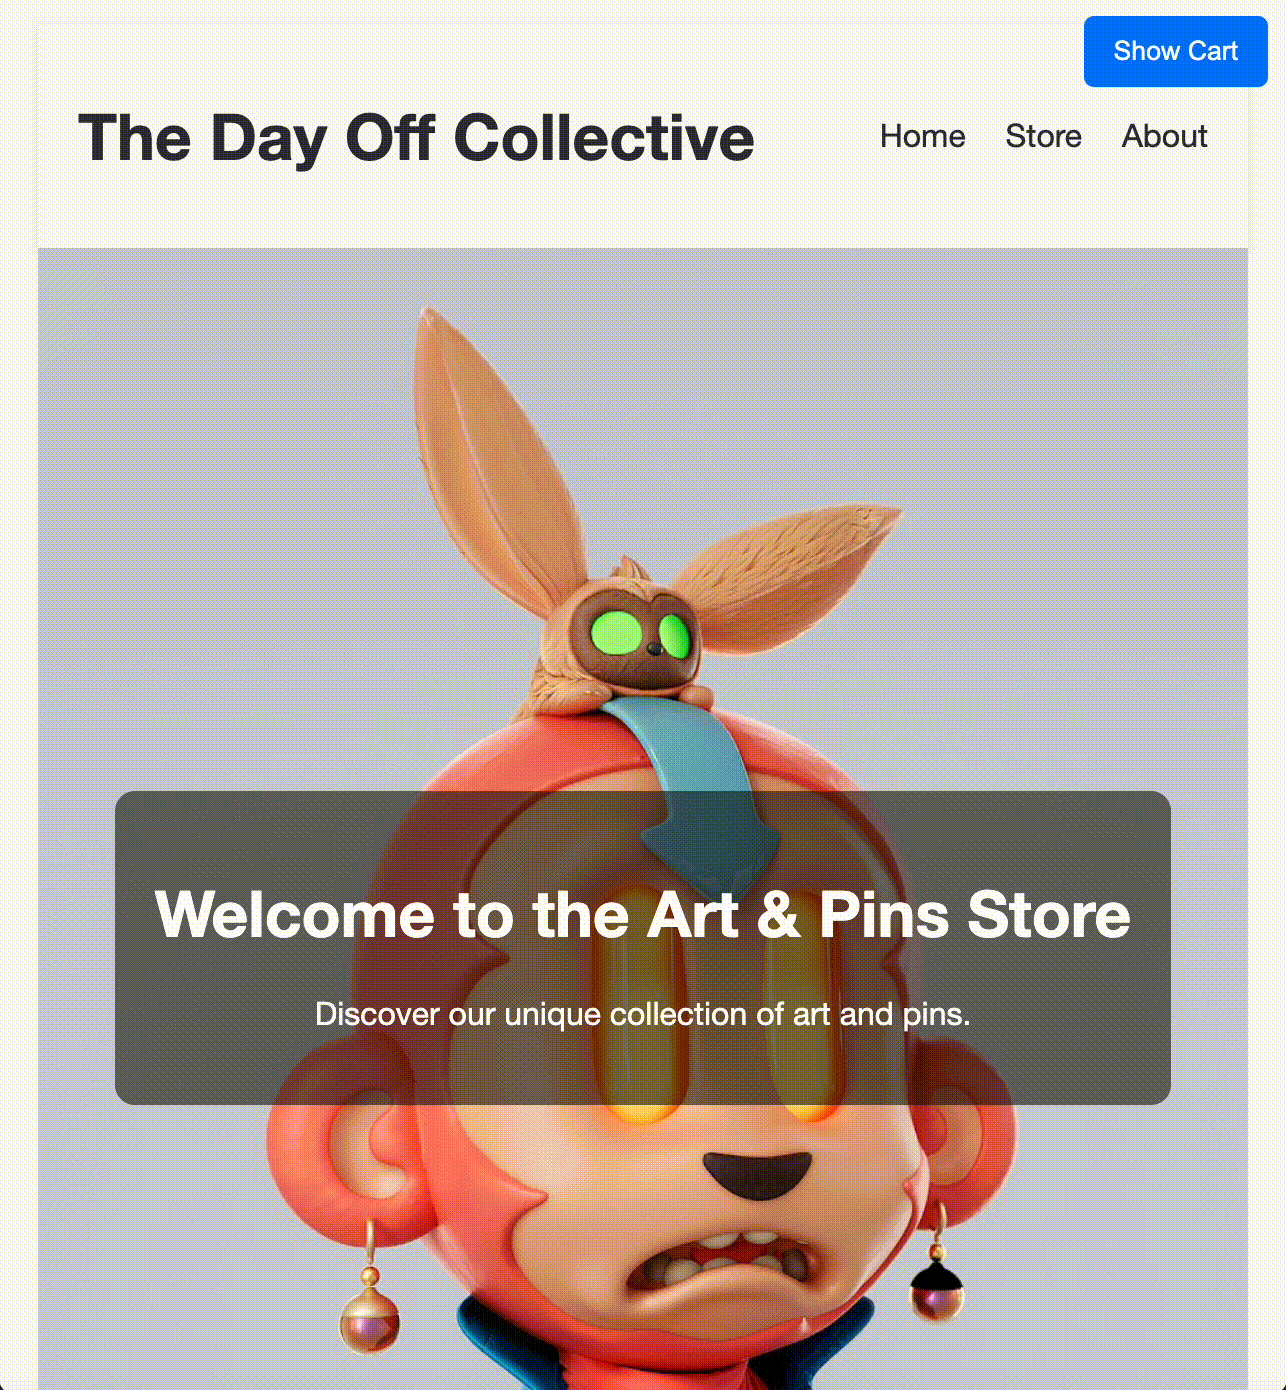 Show Cart
The Day Off Collective
Home Store About
Welcome to the Art & Pins Store
Discover our unique collection of art and pins.